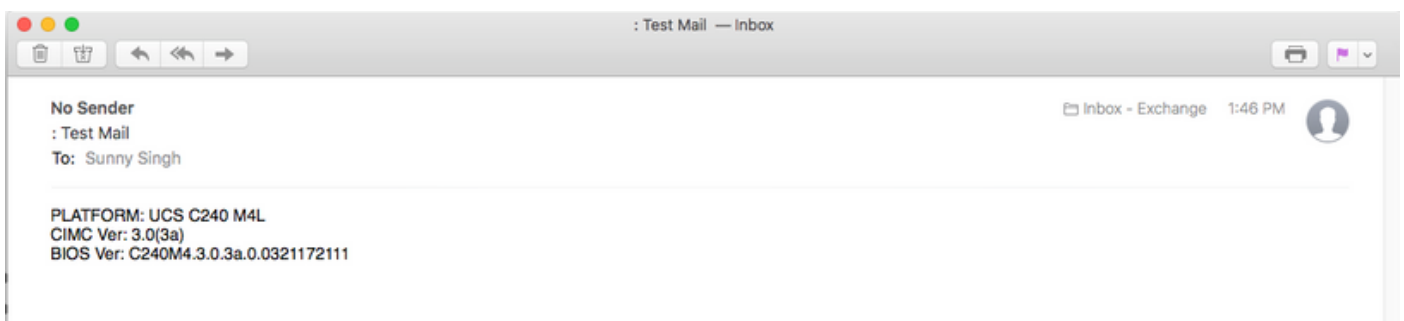 : Test Mail — Inbox
No Sender
Inbox - Exchange 1:46 PM
: Test Mail
To: Sunny Singh
PLATFORM: UCS C240 M4L
CIMC Ver: 3.0(3a)
BIOS Ver: C240M4.3.0.3a.0.0321172111